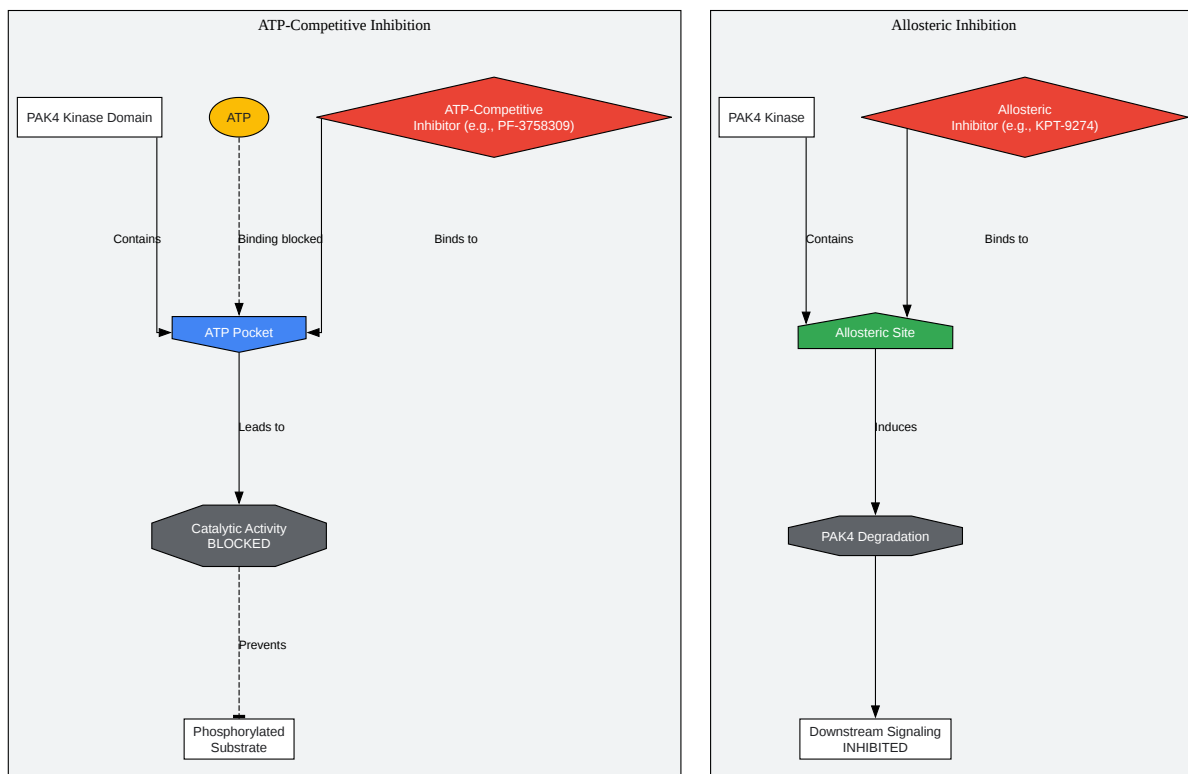 ATP-Competitive Inhibition
PAK4 Kinase Domain
ATP
ATP-Competitive
Inhibitor (e.g., PF-3758309)
Contains
Binding blocked
Binds to
ATP Pocket
Leads to
Catalytic Activity
BLOCKED
Prevents
Phosphorylated
Substrate
Allosteric Inhibition
PAK4 Kinase
Allosteric
Inhibitor (e.g., KPT-9274)
Contains
Binds to
Allosteric Site
Induces
PAK4 Degradation
Downstream Signaling
INHIBITED